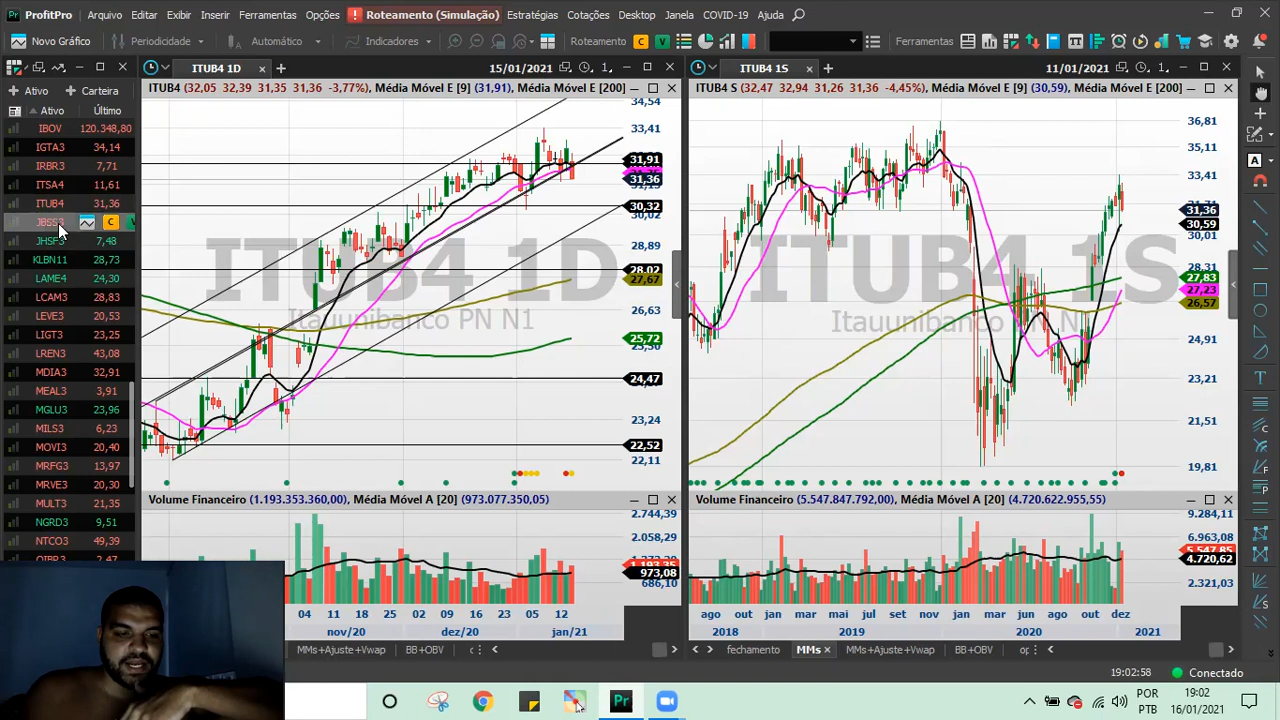 ProfitPro Arquivo Exibir Inserir Ferramentas Opções ! Roteamento (Simulação) Estratégias Cotações Desktop Janela COVID-19 Ajuda
Novo Gráfico Periodicidade Automático Indicadores Roteamento C V Ferramentas
ITUB4 1D 15/01/2021 1 ITUB4 1S 11/01/2021 1
Ativo Carteira
ITUB4 (32,05 32,39 31,35 31,36 -3,77%), Média Móvel E [9] (31,91), Média Móvel E [200]
ITUB4 S (32,47 32,94 31,26 31,36 -4,45%), Média Móvel E [9] (30,59), Média Móvel E [200]
Ativo Último
IBOV 120.348,80
IGTA3 34,14
IRBR3 7,71
ITSA4 11,61
ITUB4 31,36
JBSS3 C
JHSF3 7,48
KLBN11 28,73
LAME4 24,30
LCAM3 28,83
LEVE3 20,53
LIGT3 23,25
LREN3 43,08
MDIA3 32,91
MEAL3 3,91
MGLU3 23,96
MILS3 6,23
MOVI3 20,40
MRFG3 13,97
MRVE3 20,30
MULT3 21,35
NGRD3 9,51
NTCO3 49,39
ITUB4 1D
Itauunibanco PN N1
34,54
33,41
31,91
31,36
30,32
30,02
28,89
28,02
27,67
26,63
25,72
24,47
23,24
22,52
22,11
ITUB4 1S
Itauunibanco PN N1
36,81
35,11
33,41
31,36
30,59
30,01
28,31
27,83
27,23
26,57
24,91
23,21
21,51
19,81
Volume Financeiro (1.193.353.360,00), Média Móvel A [20] (973.077.350,05)
2.744,39
2.058,29
1.193,35
973,08
686,10
Volume Financeiro (5.547.847.792,00), Média Móvel A [20] (4.720.622.955,55)
9.284,11
6.963,08
5.547,85
4.720,62
2.321,03
04 11 18 25 02 09 16 23 05 12
nov/20 dez/20 jan/21
ago out jan mar mai jul set nov jan mar jun ago out dez
2018 2019 2020 2021
MMs+Ajuste+Vwap BB+OBV
fechamento MMs MMs+Ajuste+Vwap BB+OBV
19:02:58 Conectado
POR
PTB
19:02
16/01/2021